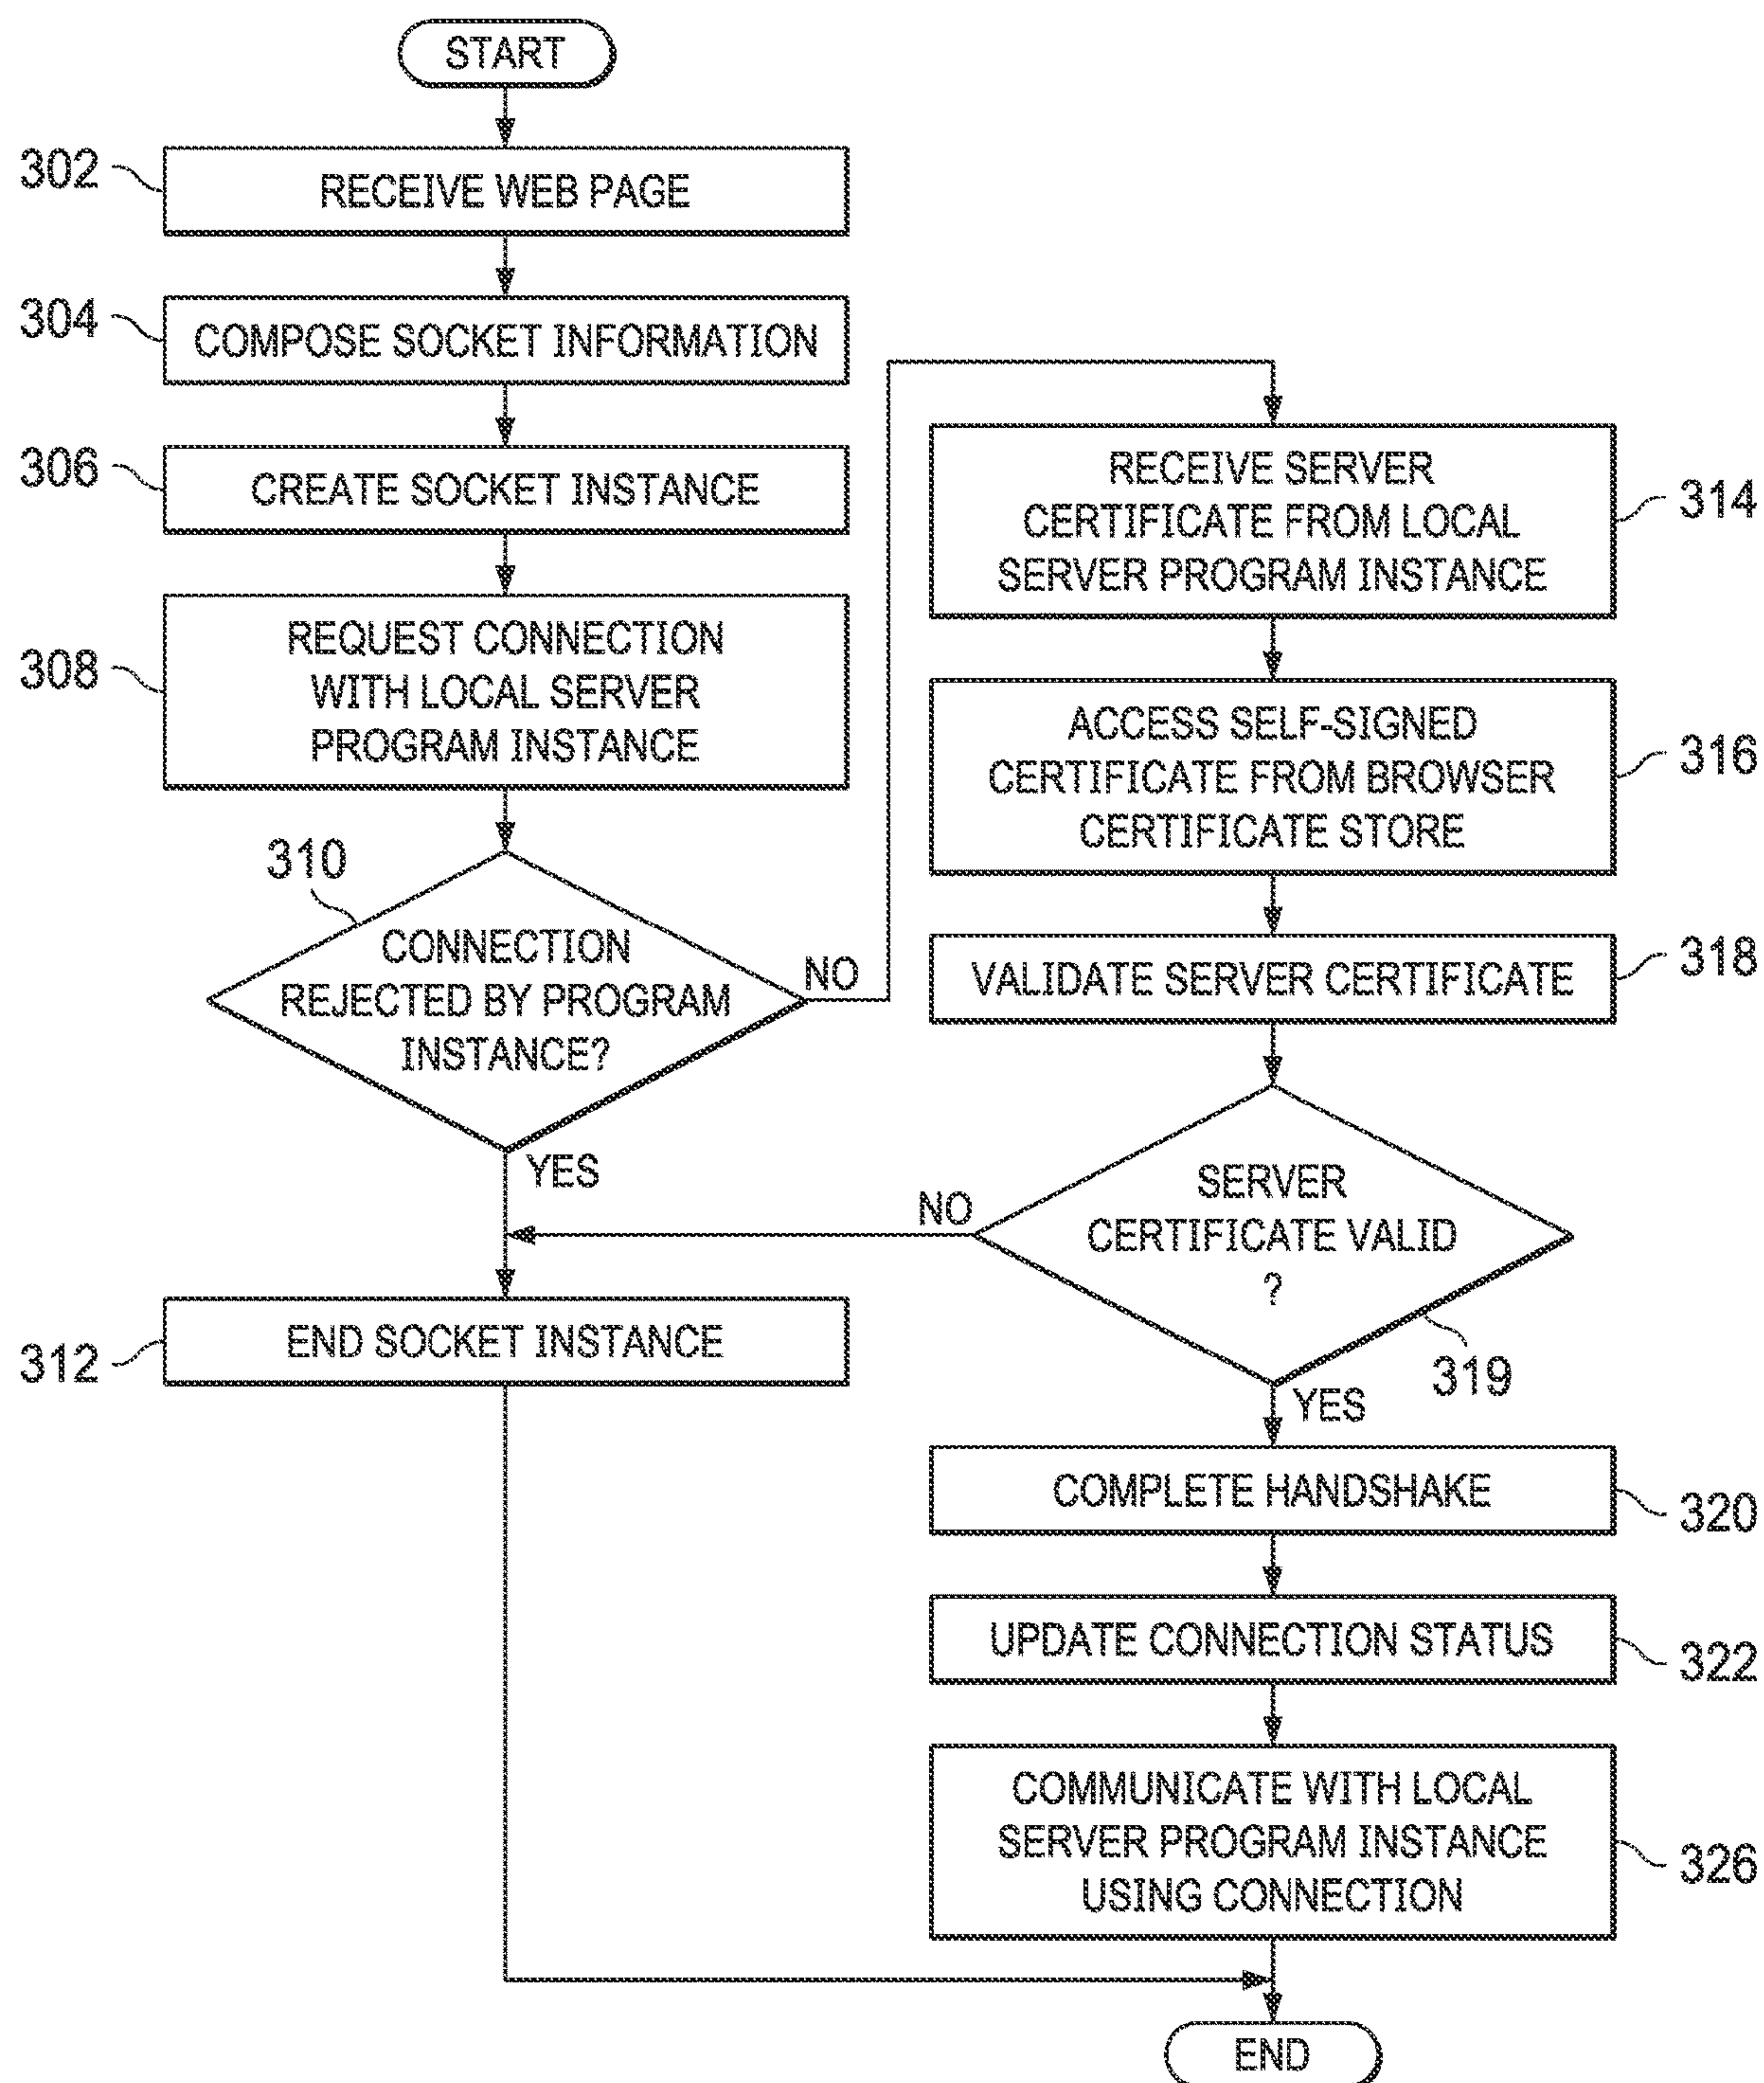 START
302
RECEIVE WEB PAGE
304
COMPOSE SOCKET INFORMATION
306
CREATE SOCKET INSTANCE
308
REQUEST CONNECTION
WITH LOCAL SERVER
PROGRAM INSTANCE
310
CONNECTION
REJECTED BY PROGRAM
INSTANCE?
NO
YES
312
END SOCKET INSTANCE
RECEIVE SERVER
CERTIFICATE FROM LOCAL
SERVER PROGRAM INSTANCE
314
ACCESS SELF-SIGNED
CERTIFICATE FROM BROWSER
CERTIFICATE STORE
316
VALIDATE SERVER CERTIFICATE
318
SERVER
CERTIFICATE VALID
?
NO
319
YES
COMPLETE HANDSHAKE
320
UPDATE CONNECTION STATUS
322
COMMUNICATE WITH LOCAL
SERVER PROGRAM INSTANCE
USING CONNECTION
326
END